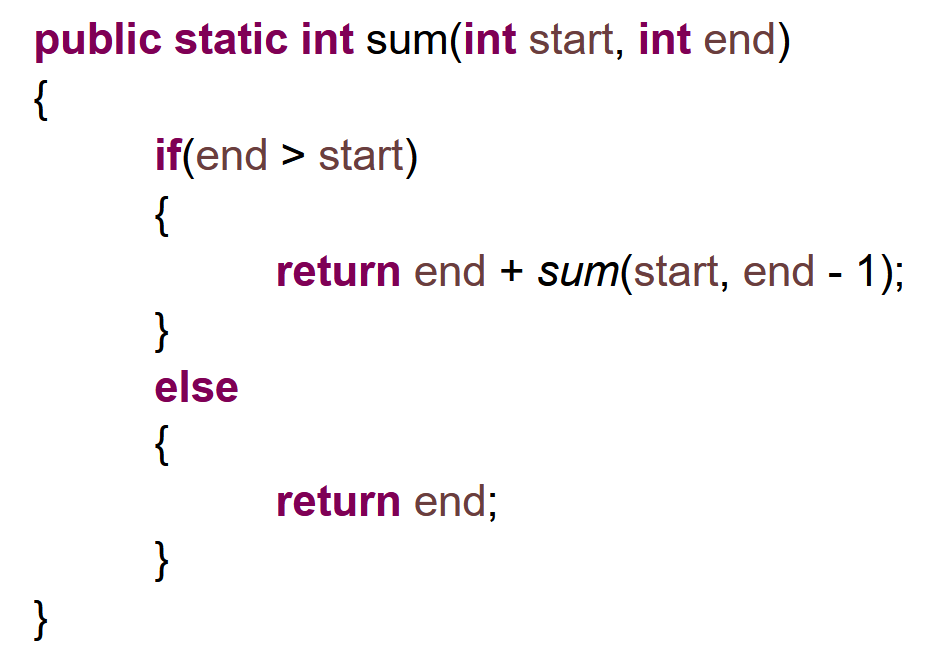 public static int sum(int start, int end)
{
if(end > start)
{
return end + sum(start, end - 1);
}
else
{
return end;
}
}